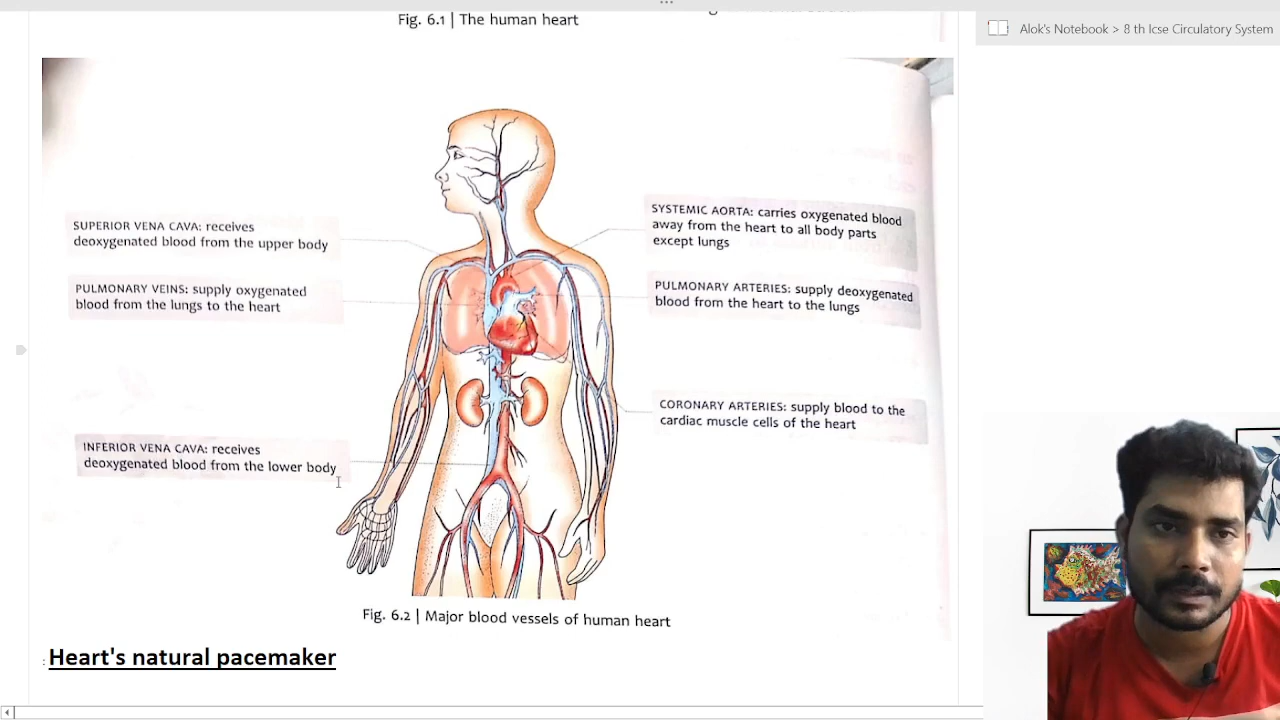 Fig. 6.1 | The human heart
Alok's Notebook > 8 th Icse Circulatory System
SUPERIOR VENA CAVA: receives
deoxygenated blood from the upper body
PULMONARY VEINS: supply oxygenated
blood from the lungs to the heart
INFERIOR VENA CAVA: receives
deoxygenated blood from the lower body
SYSTEMIC AORTA: carries oxygenated blood
away from the heart to all body parts
except lungs
PULMONARY ARTERIES: supply deoxygenated
blood from the heart to the lungs
CORONARY ARTERIES: supply blood to the
cardiac muscle cells of the heart
Fig. 6.2 | Major blood vessels of human heart
: Heart's natural pacemaker